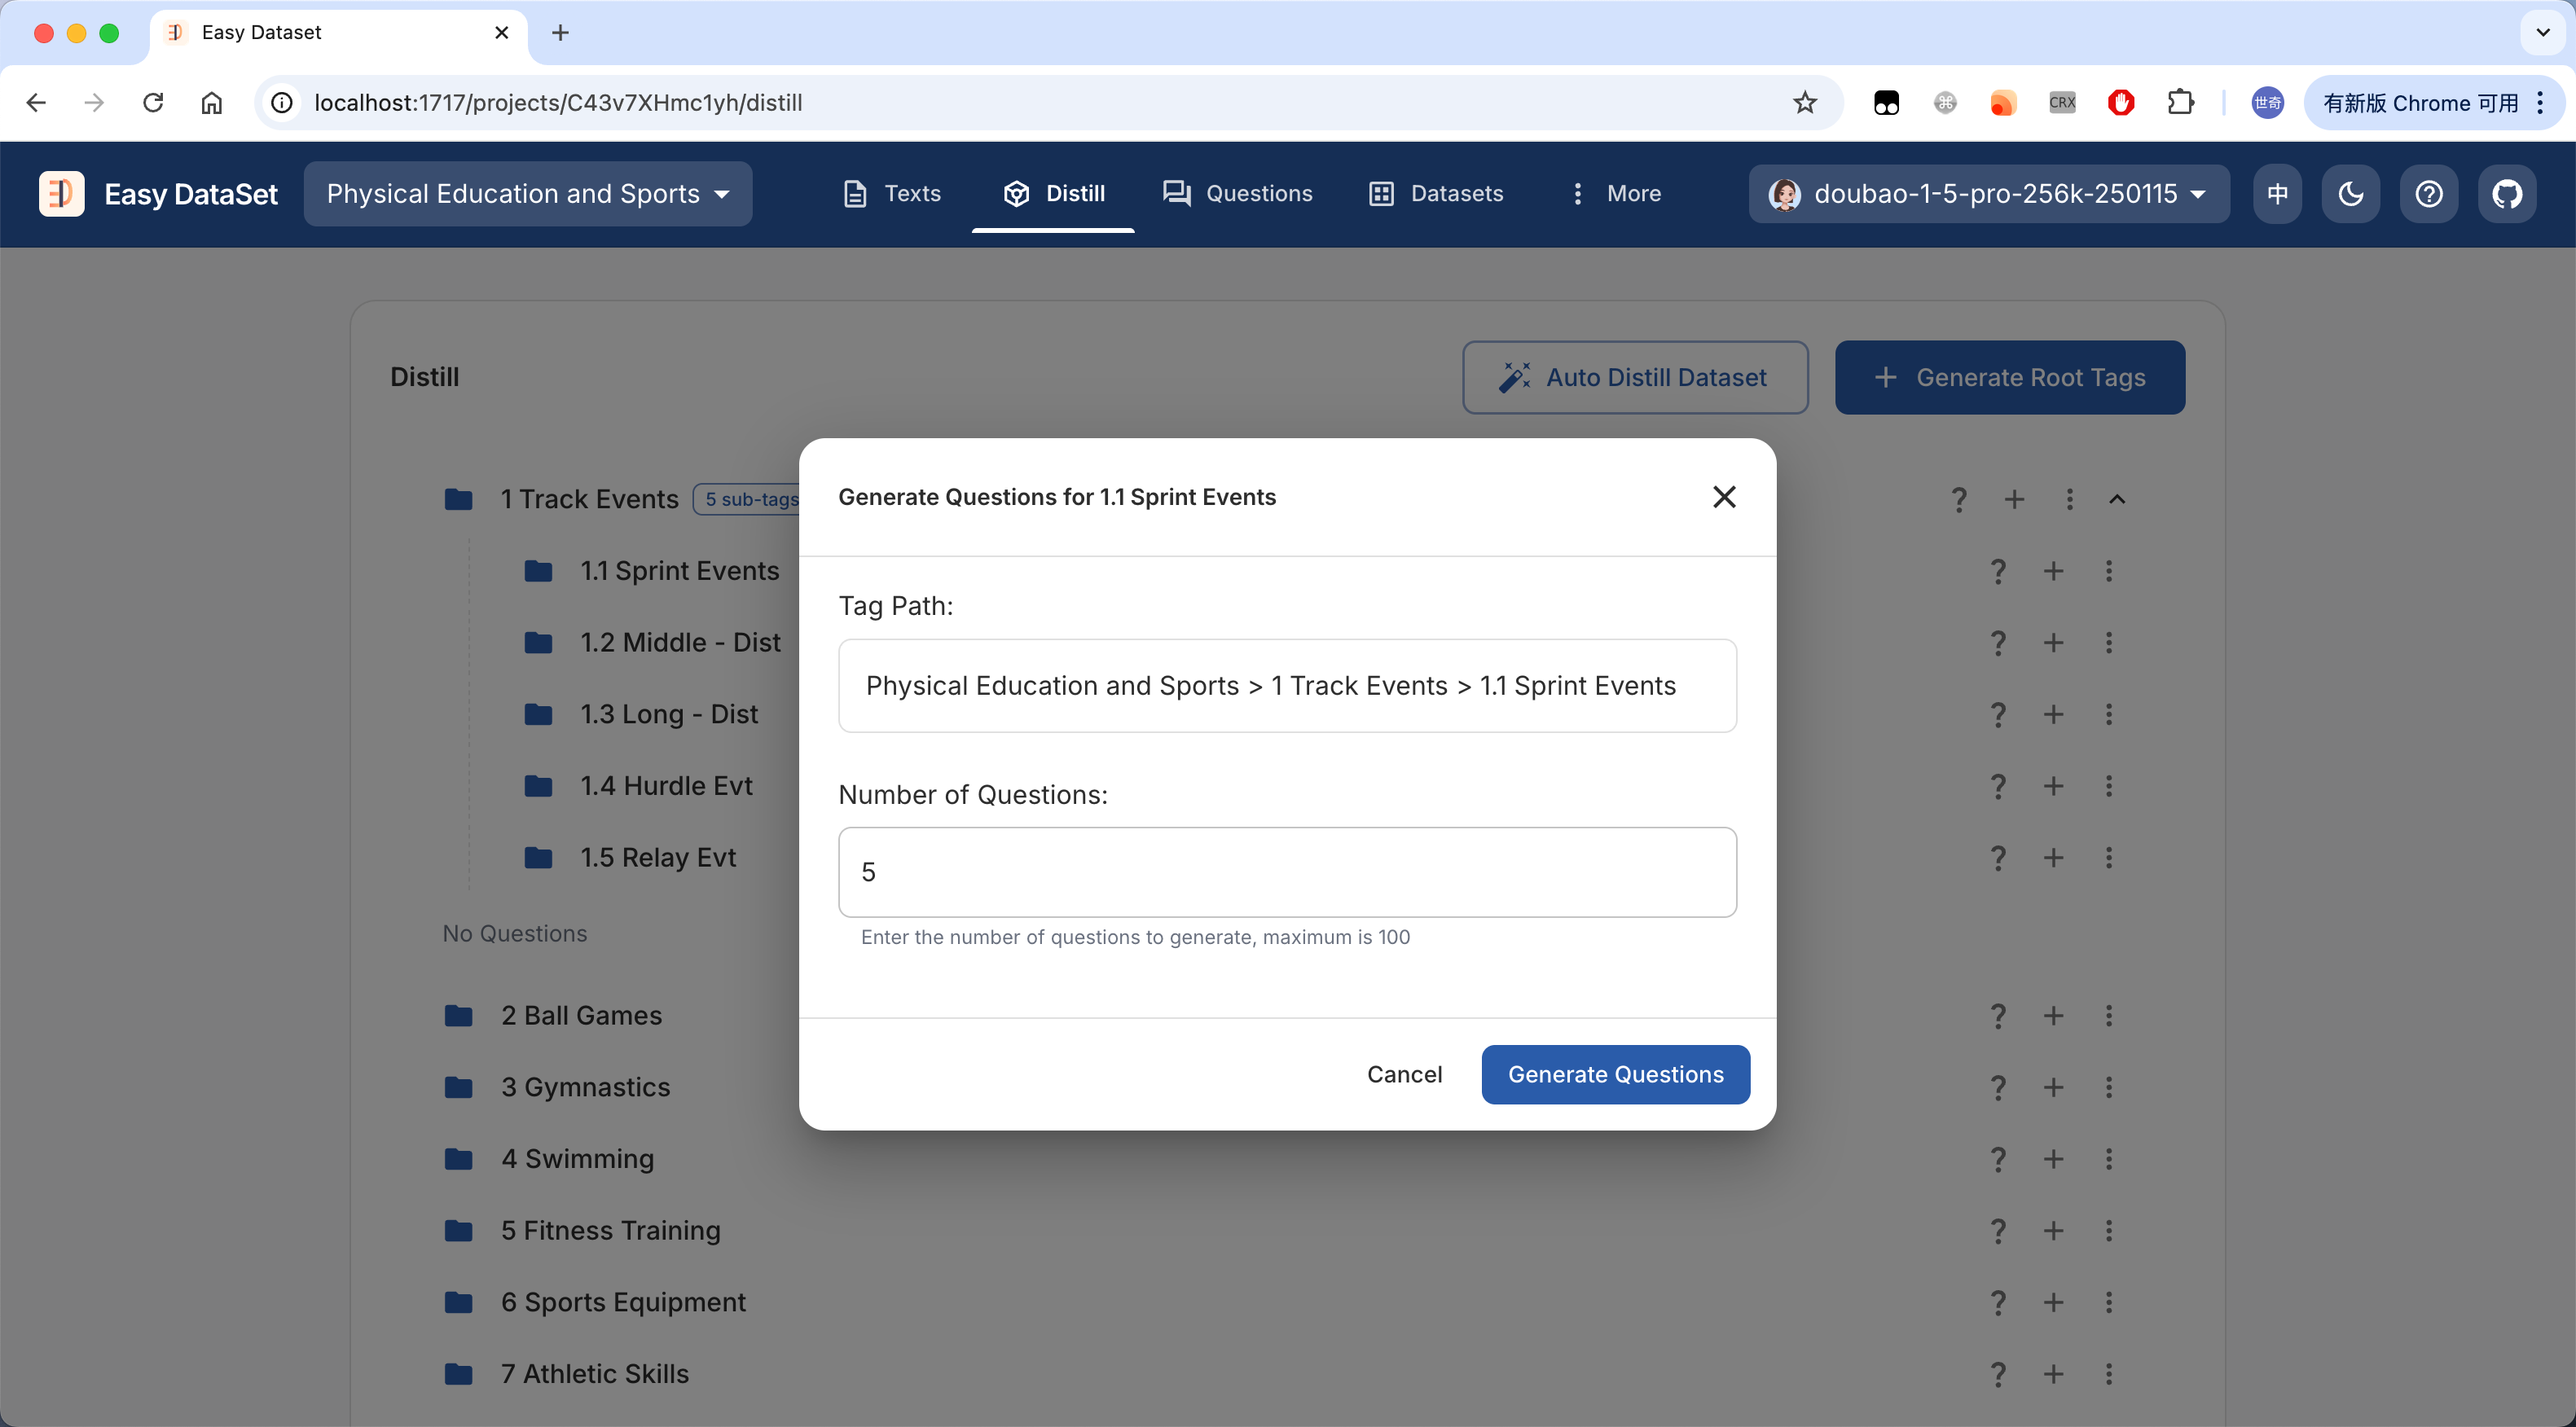 Easy Dataset
localhost:1717/projects/C43v7XHmc1yh/distill
CRX
世奇
有新版 Chrome 可用
Easy DataSet
Physical Education and Sports
Texts
Distill
Questions
Datasets
More
doubao-1-5-pro-256k-250115
中
Distill
Auto Distill Dataset
Generate Root Tags
1 Track Events
5 sub-tags
1.1 Sprint Events
1.2 Middle - Dist
1.3 Long - Dist
1.4 Hurdle Evt
1.5 Relay Evt
No Questions
2 Ball Games
3 Gymnastics
4 Swimming
5 Fitness Training
6 Sports Equipment
7 Athletic Skills
Generate Questions for 1.1 Sprint Events
Tag Path:
Physical Education and Sports > 1 Track Events > 1.1 Sprint Events
Number of Questions:
5
Enter the number of questions to generate, maximum is 100
Cancel
Generate Questions